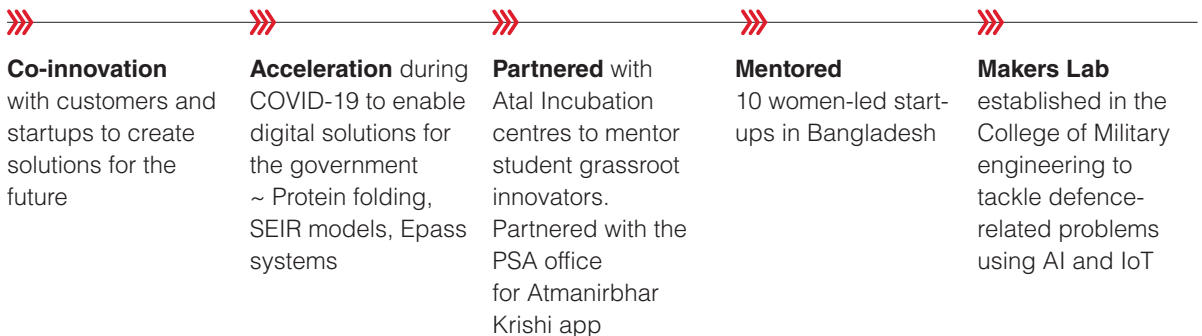 Co-innovation
with customers and
startups to create
solutions for the
future
Acceleration during
COVID-19 to enable
digital solutions for
the government
~ Protein folding,
SEIR models, Epass
systems
Partnered with
Atal Incubation
centres to mentor
student grassroot
innovators.
Partnered with the
PSA office
for Atmanirbhar
Krishi app
Mentored
10 women-led start-
ups in Bangladesh
Makers Lab
established in the
College of Military
engineering to
tackle defence-
related problems
using AI and IoT